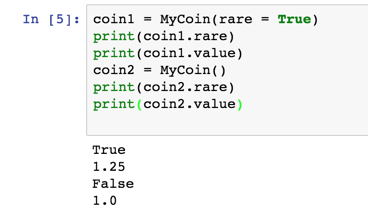 In [5]: coin1 = MyCoin(rare = True)
print(coin1.rare)
print(coin1.value)
coin2 = MyCoin()
print(coin2.rare)
print(coin2.value)
True
1.25
False
1.0